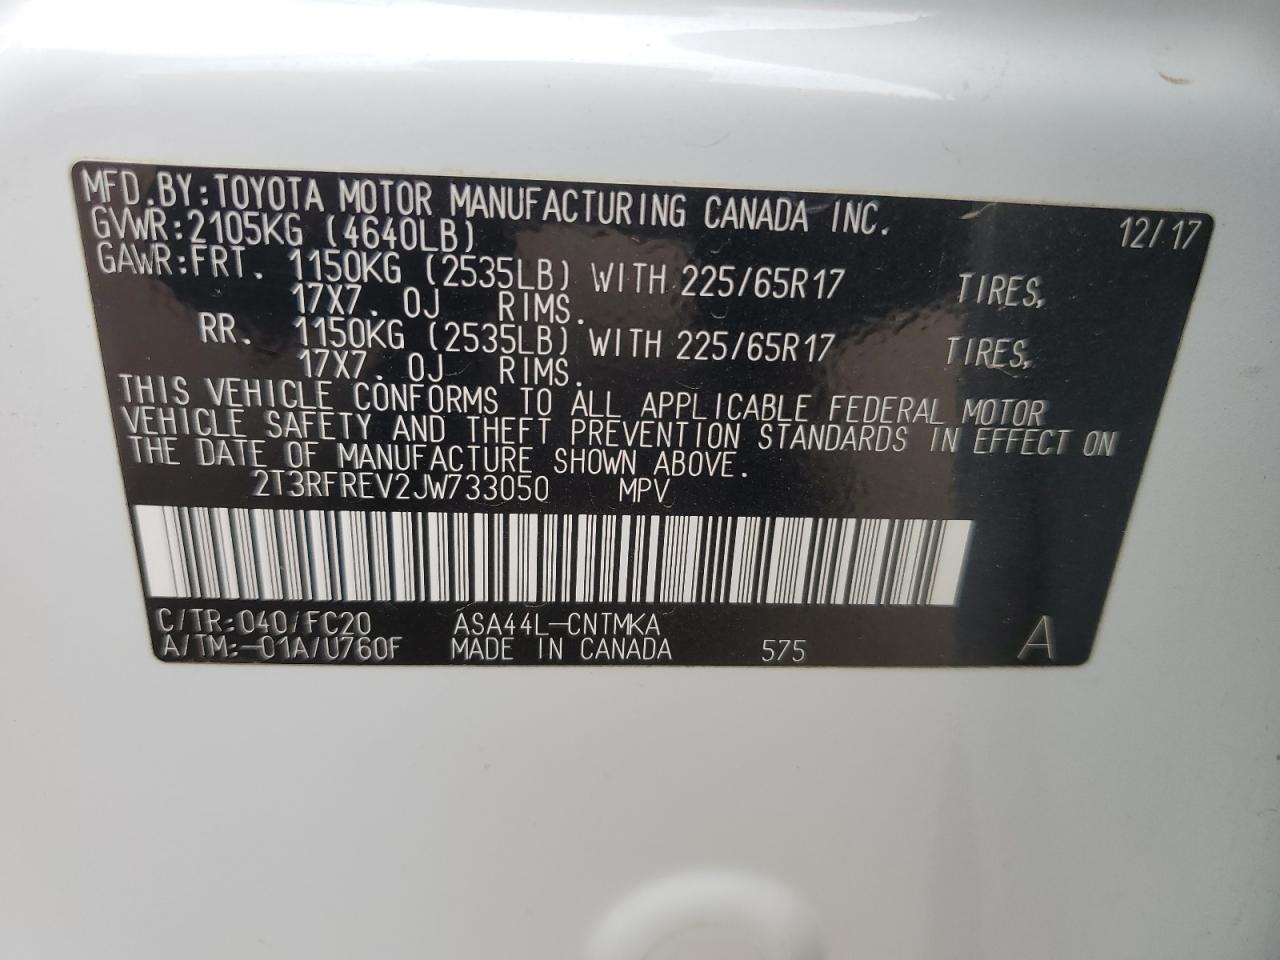 MFD.BY:TOYOTA MOTOR MANUFACTURING CANADA INC. 12/17
GVWR:2105KG (4640LB)
GAWR:FRT. 1150KG (2535LB) WITH 225/65R17 TIRES,
17X7.0J RIMS.
RR. 1150KG (2535LB) WITH 225/65R17 TIRES,
17X7.0J RIMS.
THIS VEHICLE CONFORMS TO ALL APPLICABLE FEDERAL MOTOR
VEHICLE SAFETY AND THEFT PREVENTION STANDARDS IN EFFECT ON
THE DATE OF MANUFACTURE SHOWN ABOVE.
2T3RFREV2JW733050 MPV
C/TR:040/FC20 ASA44L-CNTMKA
A/TM:-01A/U760F MADE IN CANADA 575 A